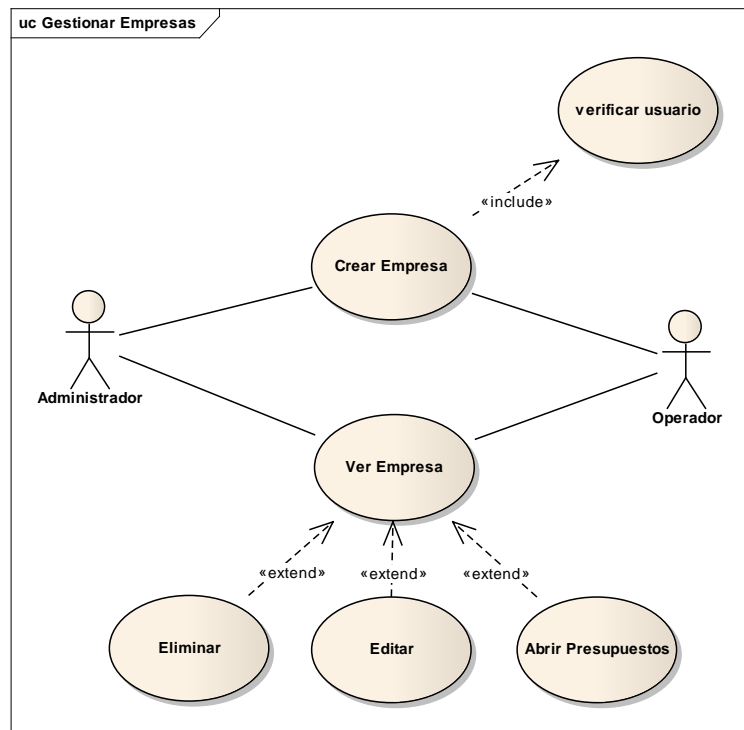 uc Gestionar Empresas
verificar usuario
«include»
Crear Empresa
Administrador
Operador
Ver Empresa
«extend»
«extend»
«extend»
Eliminar
Editar
Abrir Presupuestos